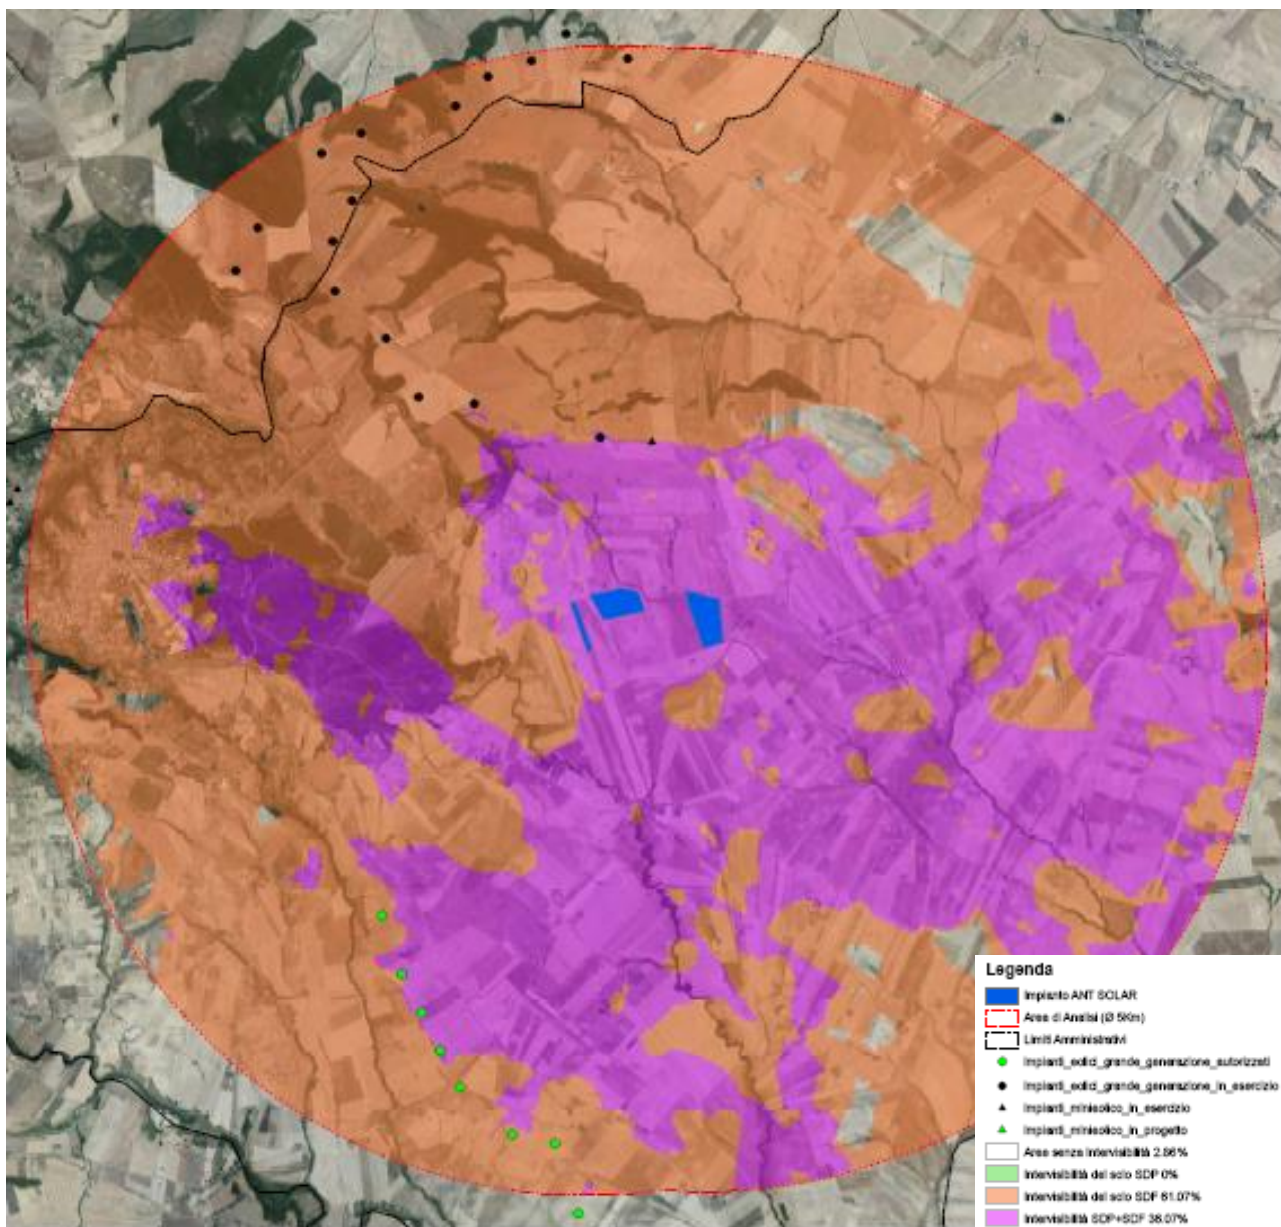 Legenda
Impianto ANT SOLAR
Area di Analisi (Ø 5Km)
Limiti Amministrativi
Impianti_eolici_grande_generazione_autorizzati
Impianti_eolici_grande_generazione_in_esercizio
Impianti_minieolico_in_esercizio
Impianti_minieolico_in_progetto
Aree senza Intervisibilità 2.86%
Intervisibilità del solo SDP 0%
Intervisibilità del solo SDF 61.07%
Intervisibilità SDP+SDF 36.07%